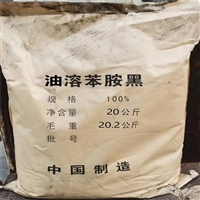 油溶苯胺黑
规格 100%
净含量 20公斤
毛重 20.2公斤
批号
中国制造